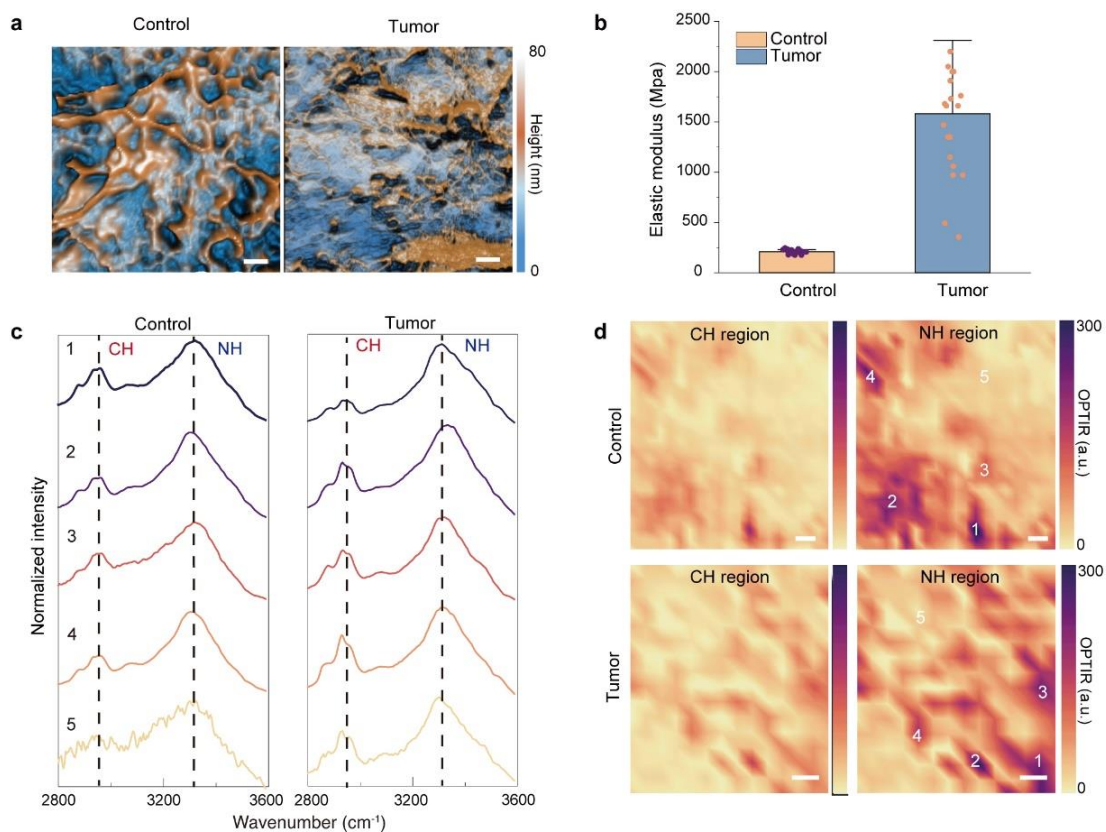 a
Control
Tumor
80
Height (nm)
0
b
2500
2000
1500
1000
500
0
Elastic modulus (Mpa)
Control
Tumor
Control
Tumor
c
Control
Tumor
1
CH
NH
CH
NH
2
3
4
5
Normalized intensity
2800
3200
3600
2800
3200
3600
Wavenumber (cm⁻¹)
d
CH region
NH region
300
Control
4
5
3
2
1
OPTIR (a.u.)
0
CH region
NH region
300
Tumor
5
3
4
2
1
OPTIR (a.u.)
0